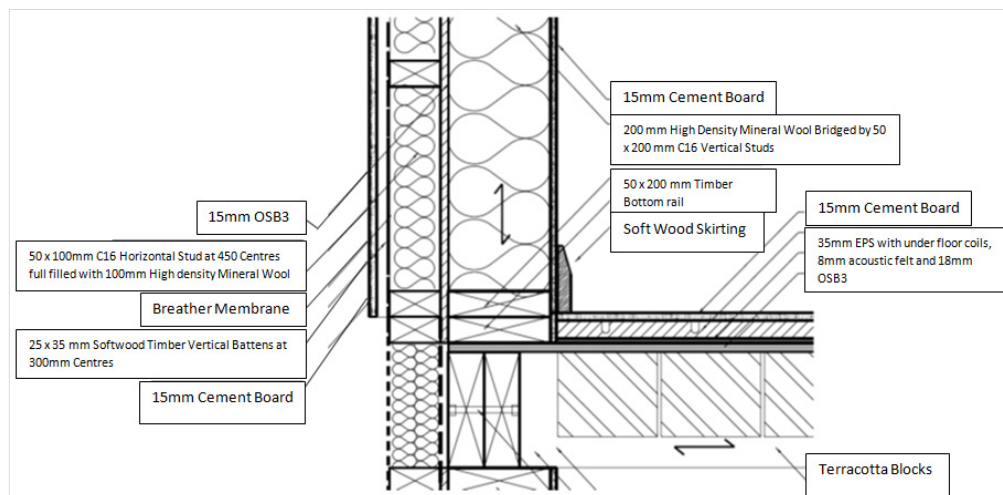 15mm Cement Board
200 mm High Density Mineral Wool Bridged by 50
x 200 mm C16 Vertical Studs
50 x 200 mm Timber
Bottom rail
Soft Wood Skirting
15mm Cement Board
35mm EPS with under floor coils,
8mm acoustic felt and 18mm
OSB3
15mm OSB3
50 x 100mm C16 Horizontal Stud at 450 Centres
full filled with 100mm High density Mineral Wool
Breather Membrane
25 x 35 mm Softwood Timber Vertical Battens at
300mm Centres
15mm Cement Board
Terracotta Blocks